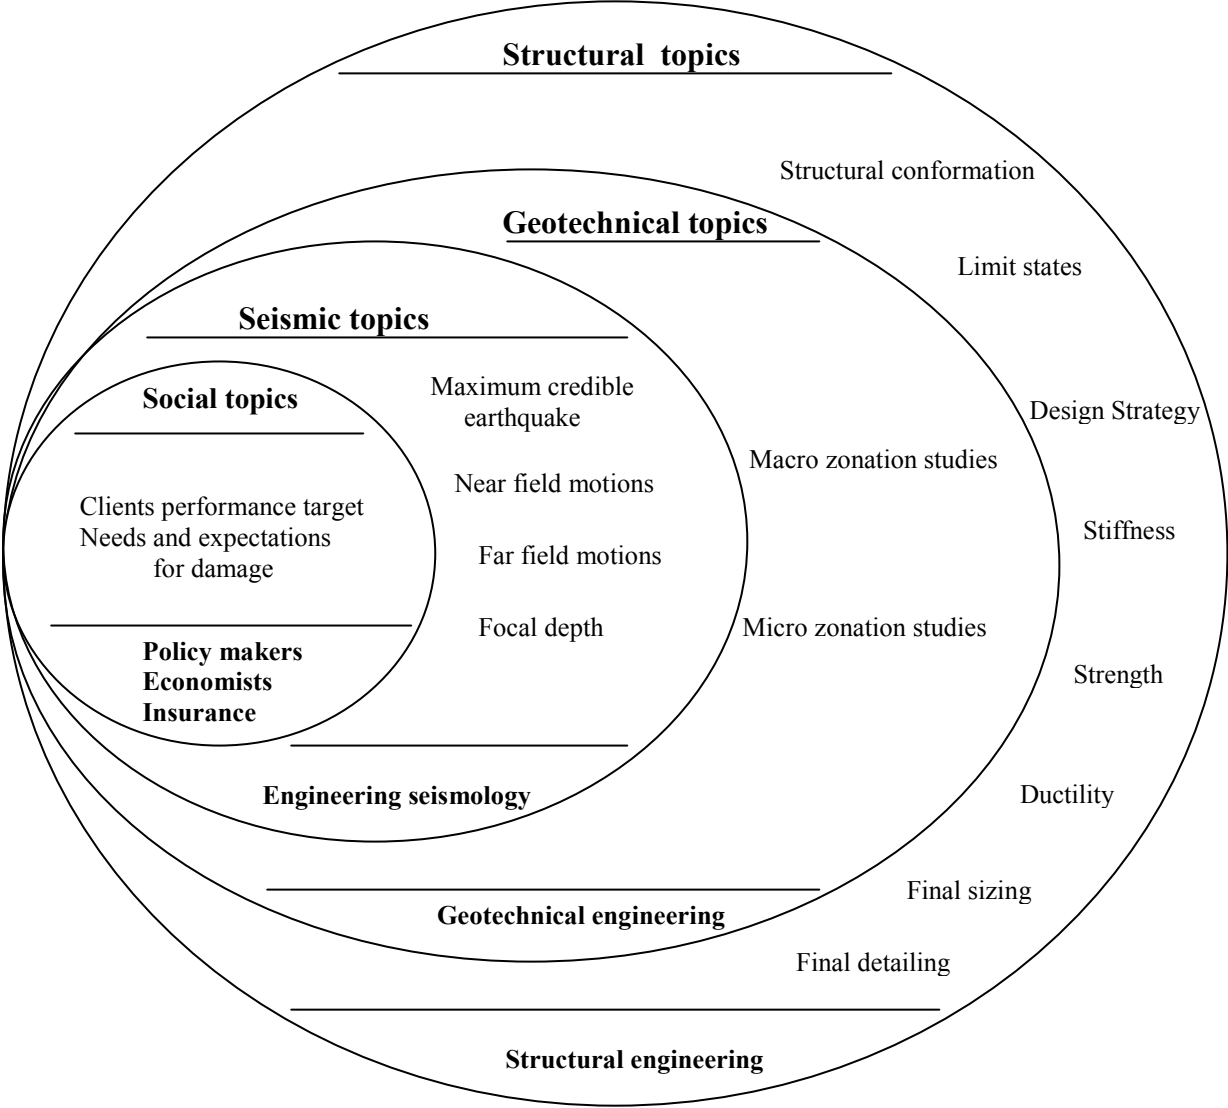 Structural topics
Structural conformation
Geotechnical topics
Limit states
Seismic topics
Maximum credible
earthquake
Social topics
Design Strategy
Macro zonation studies
Near field motions
Clients performance target
Needs and expectations
for damage
Stiffness
Far field motions
Focal depth
Micro zonation studies
Policy makers
Economists
Insurance
Strength
Engineering seismology
Ductility
Final sizing
Geotechnical engineering
Final detailing
Structural engineering